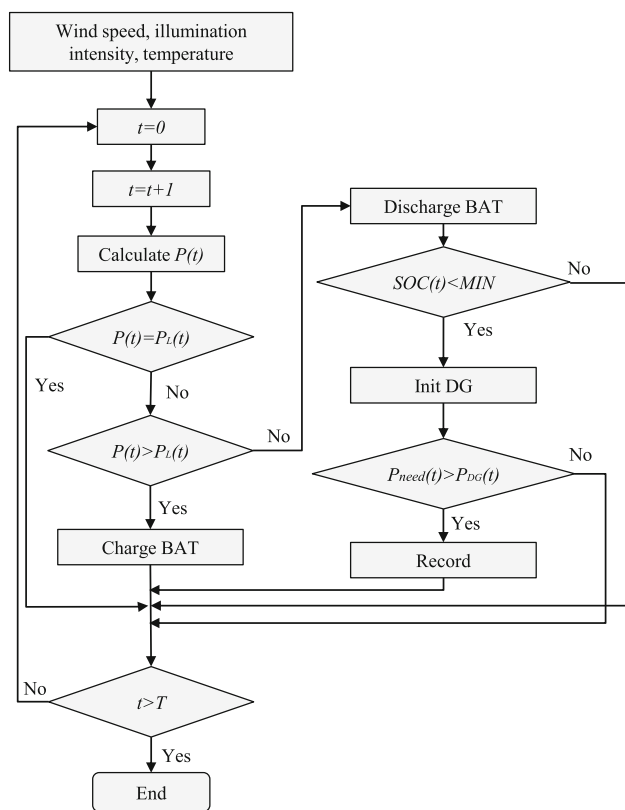 Wind speed, illumination
intensity, temperature
t=0
t=t+1
Calculate P(t)
P(t)=PL(t)
Yes
No
P(t)>PL(t)
No
Yes
Charge BAT
Discharge BAT
SOC(t)<MIN
No
Yes
Init DG
Pneed(t)>PDG(t)
No
Yes
Record
t>T
No
Yes
End